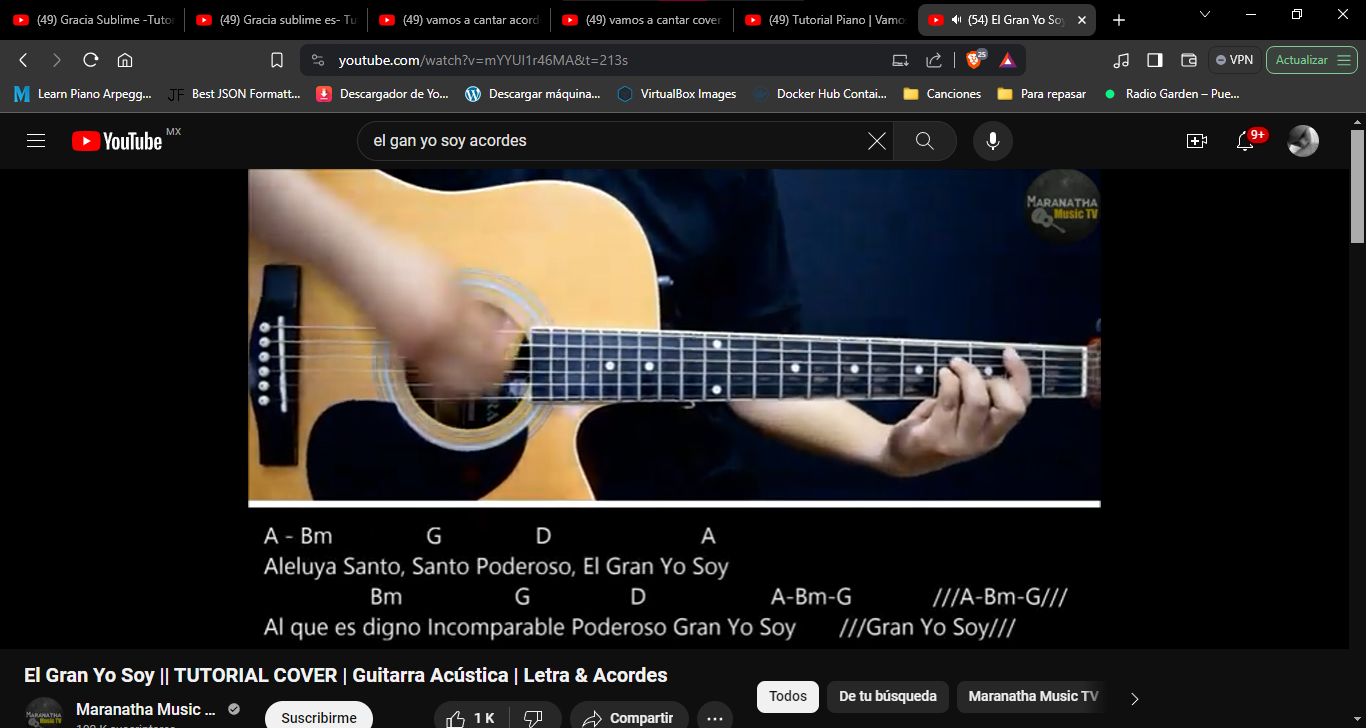 (49) Gracia Sublime -Tutor
(49) Gracia sublime es- Tu
(49) vamos a cantar acord
(49) vamos a cantar cover
(49) Tutorial Piano | Vamo
(54) El Gran Yo Soy
youtube.com/watch?v=mYYUI1r46MA&t=213s
25
VPN
Actualizar
Learn Piano Arpegg...
JF Best JSON Formatt...
Descargador de Yo...
Descargar máquina...
VirtualBox Images
Docker Hub Contai...
Canciones
Para repasar
Radio Garden – Pue...
YouTube MX
el gan yo soy acordes
9+
MARANATHA
Music TV
A - Bm G D A
Aleluya Santo, Santo Poderoso, El Gran Yo Soy
Bm G D A-Bm-G ///A-Bm-G///
Al que es digno Incomparable Poderoso Gran Yo Soy ///Gran Yo Soy///
El Gran Yo Soy || TUTORIAL COVER | Guitarra Acústica | Letra & Acordes
Maranatha Music ...
Suscribirme
1 K
Compartir
Todos
De tu búsqueda
Maranatha Music TV